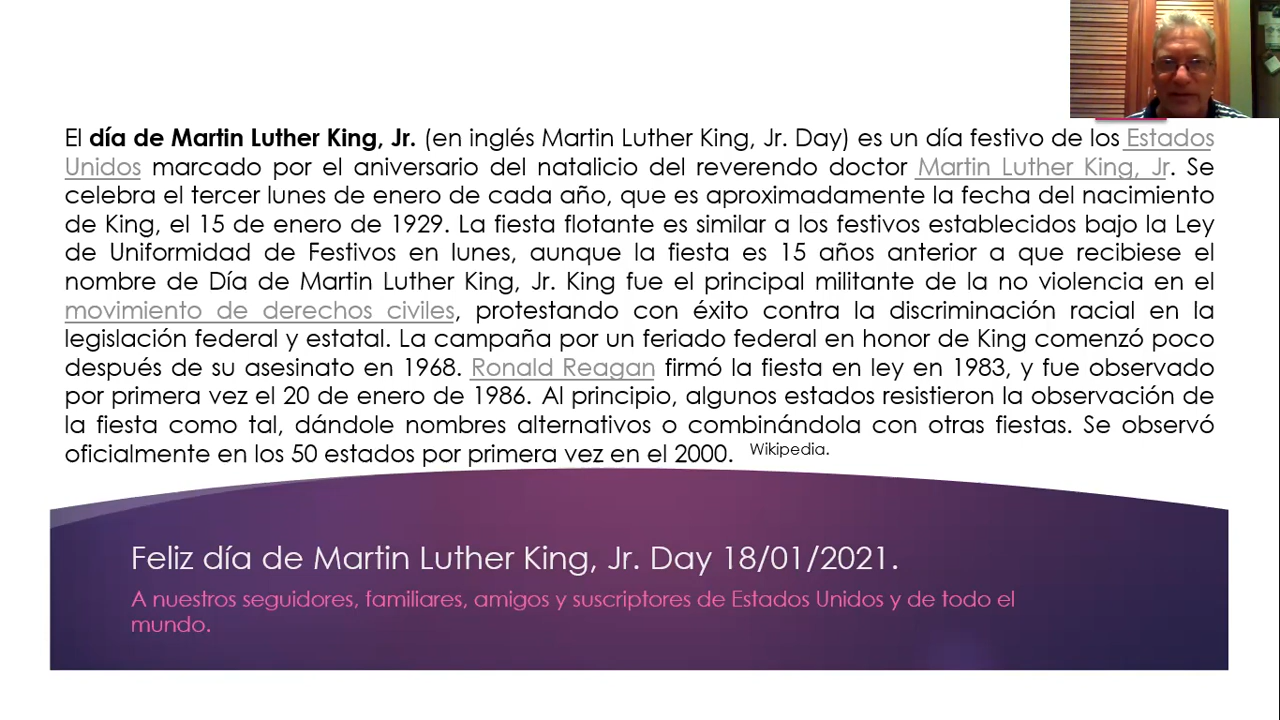 El día de Martin Luther King, Jr. (en inglés Martin Luther King, Jr. Day) es un día festivo de los Estados
Unidos marcado por el aniversario del natalicio del reverendo doctor Martin Luther King, Jr. Se
celebra el tercer lunes de enero de cada año, que es aproximadamente la fecha del nacimiento
de King, el 15 de enero de 1929. La fiesta flotante es similar a los festivos establecidos bajo la Ley
de Uniformidad de Festivos en lunes, aunque la fiesta es 15 años anterior a que recibiese el
nombre de Día de Martin Luther King, Jr. King fue el principal militante de la no violencia en el
movimiento de derechos civiles, protestando con éxito contra la discriminación racial en la
legislación federal y estatal. La campaña por un feriado federal en honor de King comenzó poco
después de su asesinato en 1968. Ronald Reagan firmó la fiesta en ley en 1983, y fue observado
por primera vez el 20 de enero de 1986. Al principio, algunos estados resistieron la observación de
la fiesta como tal, dándole nombres alternativos o combinándola con otras fiestas. Se observó
oficialmente en los 50 estados por primera vez en el 2000. Wikipedia.
Feliz día de Martin Luther King, Jr. Day 18/01/2021.
A nuestros seguidores, familiares, amigos y suscriptores de Estados Unidos y de todo el
mundo.